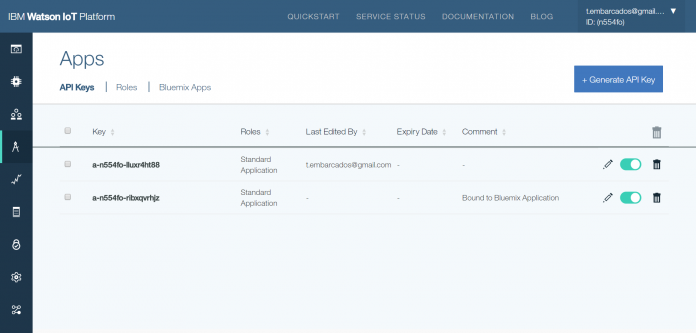 IBM Watson IoT Platform
QUICKSTART SERVICE STATUS DOCUMENTATION BLOG
t.embarcados@gmail....
ID: (n554fo)
Apps
API Keys Roles Bluemix Apps
+ Generate API Key
Key Roles Last Edited By Expiry Date Comment
a-n554fo-lluxr4ht88 Standard Application t.embarcados@gmail.com - -
a-n554fo-ribxqvrhjz Standard Application - - Bound to Bluemix Application